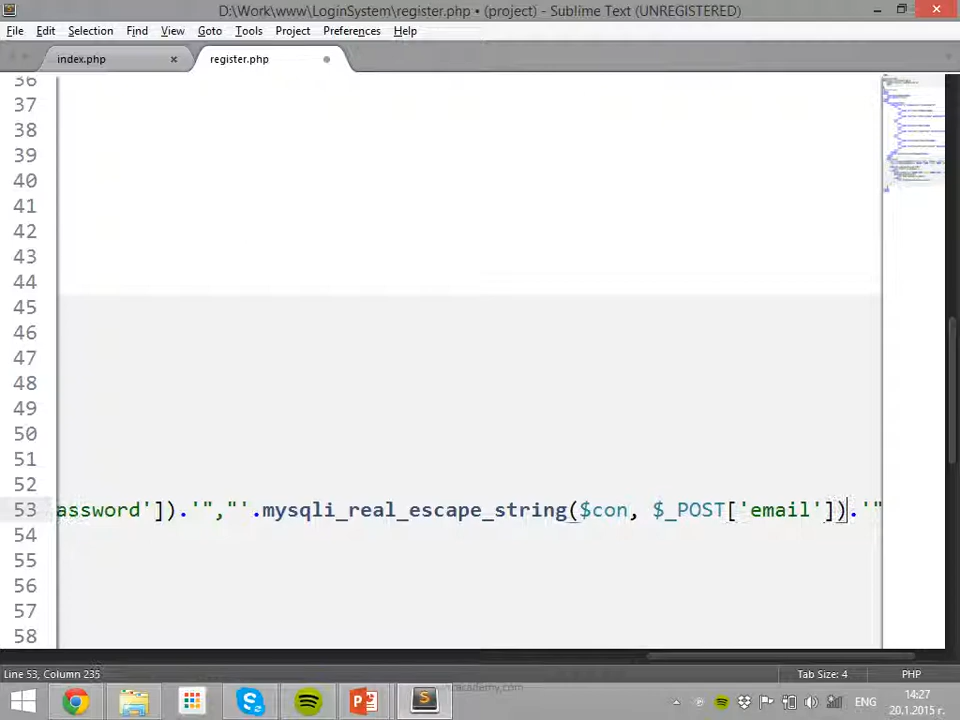 D:\Work\www\LoginSystem\register.php • (project) - Sublime Text (UNREGISTERED)
File Edit Selection Find View Goto Tools Project Preferences Help
index.php × register.php
36
37
38
39
40
41
42
43
44
45
46
47
48
49
50
51
52
53 assword']).'","'.mysqli_real_escape_string($con, $_POST['email']).'"
54
55
56
57
58
Line 53, Column 235 Tab Size: 4 PHP
academy.com
ENG
14:27
20.1.2015 г.